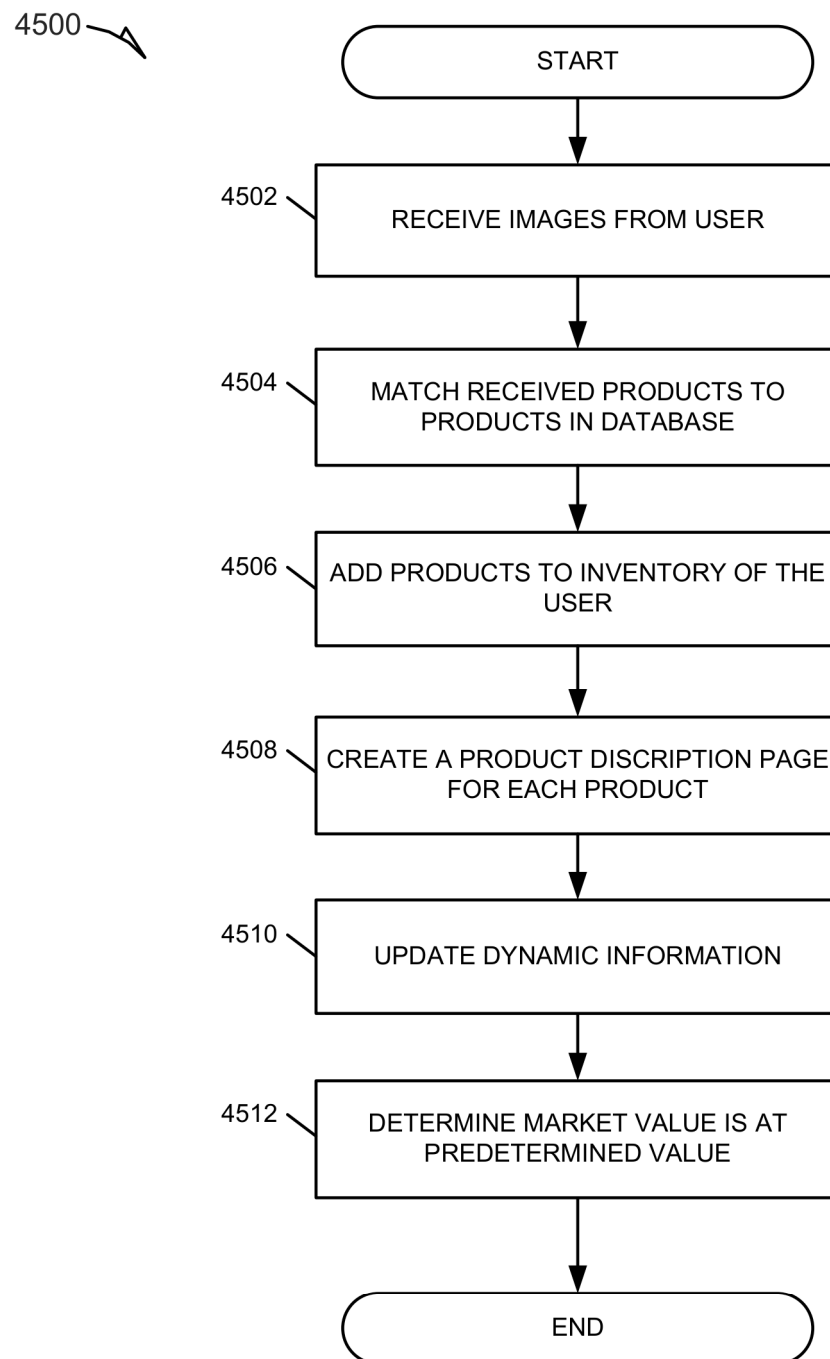 4500
START
4502
RECEIVE IMAGES FROM USER
4504
MATCH RECEIVED PRODUCTS TO
PRODUCTS IN DATABASE
4506
ADD PRODUCTS TO INVENTORY OF THE
USER
4508
CREATE A PRODUCT DISCRIPTION PAGE
FOR EACH PRODUCT
4510
UPDATE DYNAMIC INFORMATION
4512
DETERMINE MARKET VALUE IS AT
PREDETERMINED VALUE
END